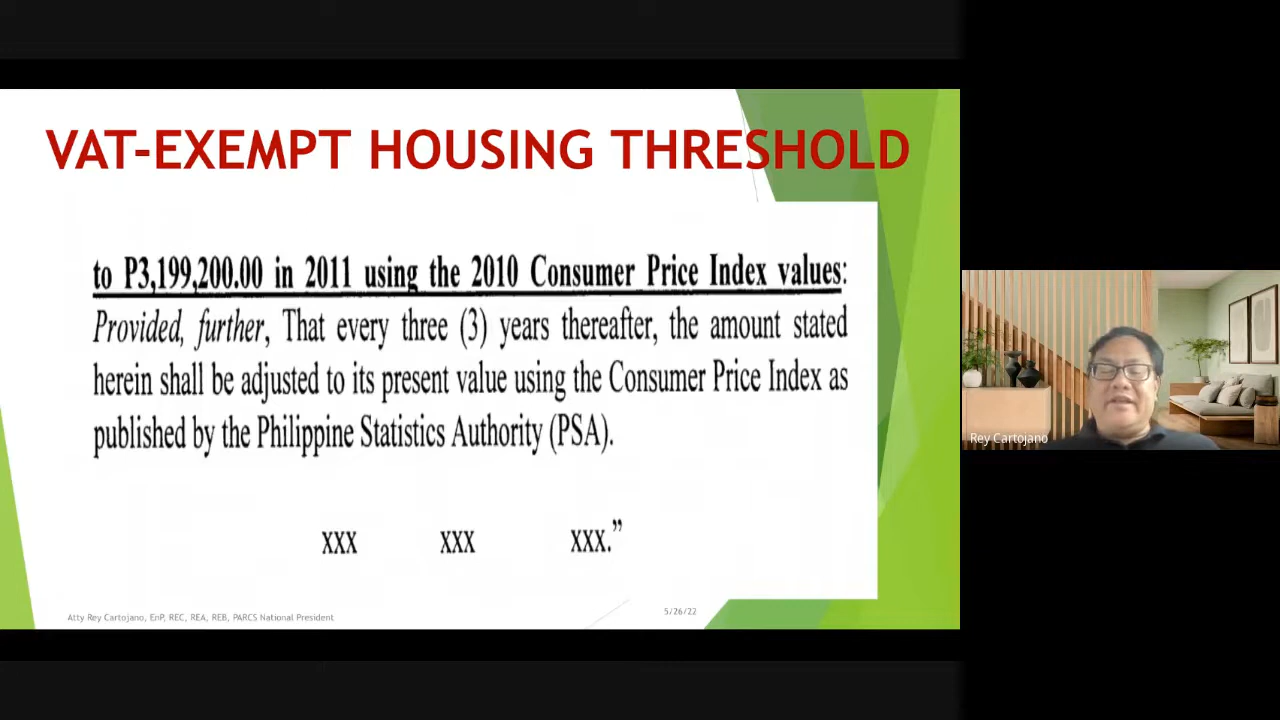 VAT-EXEMPT HOUSING THRESHOLD
to P3,199,200.00 in 2011 using the 2010 Consumer Price Index values:
Provided, further, That every three (3) years thereafter, the amount stated
herein shall be adjusted to its present value using the Consumer Price Index as
published by the Philippine Statistics Authority (PSA).
xxx xxx xxx.”
Atty Rey Cartojano, EnP, REC, REA, REB, PARCS National President
5/26/22
Rey Cartojano